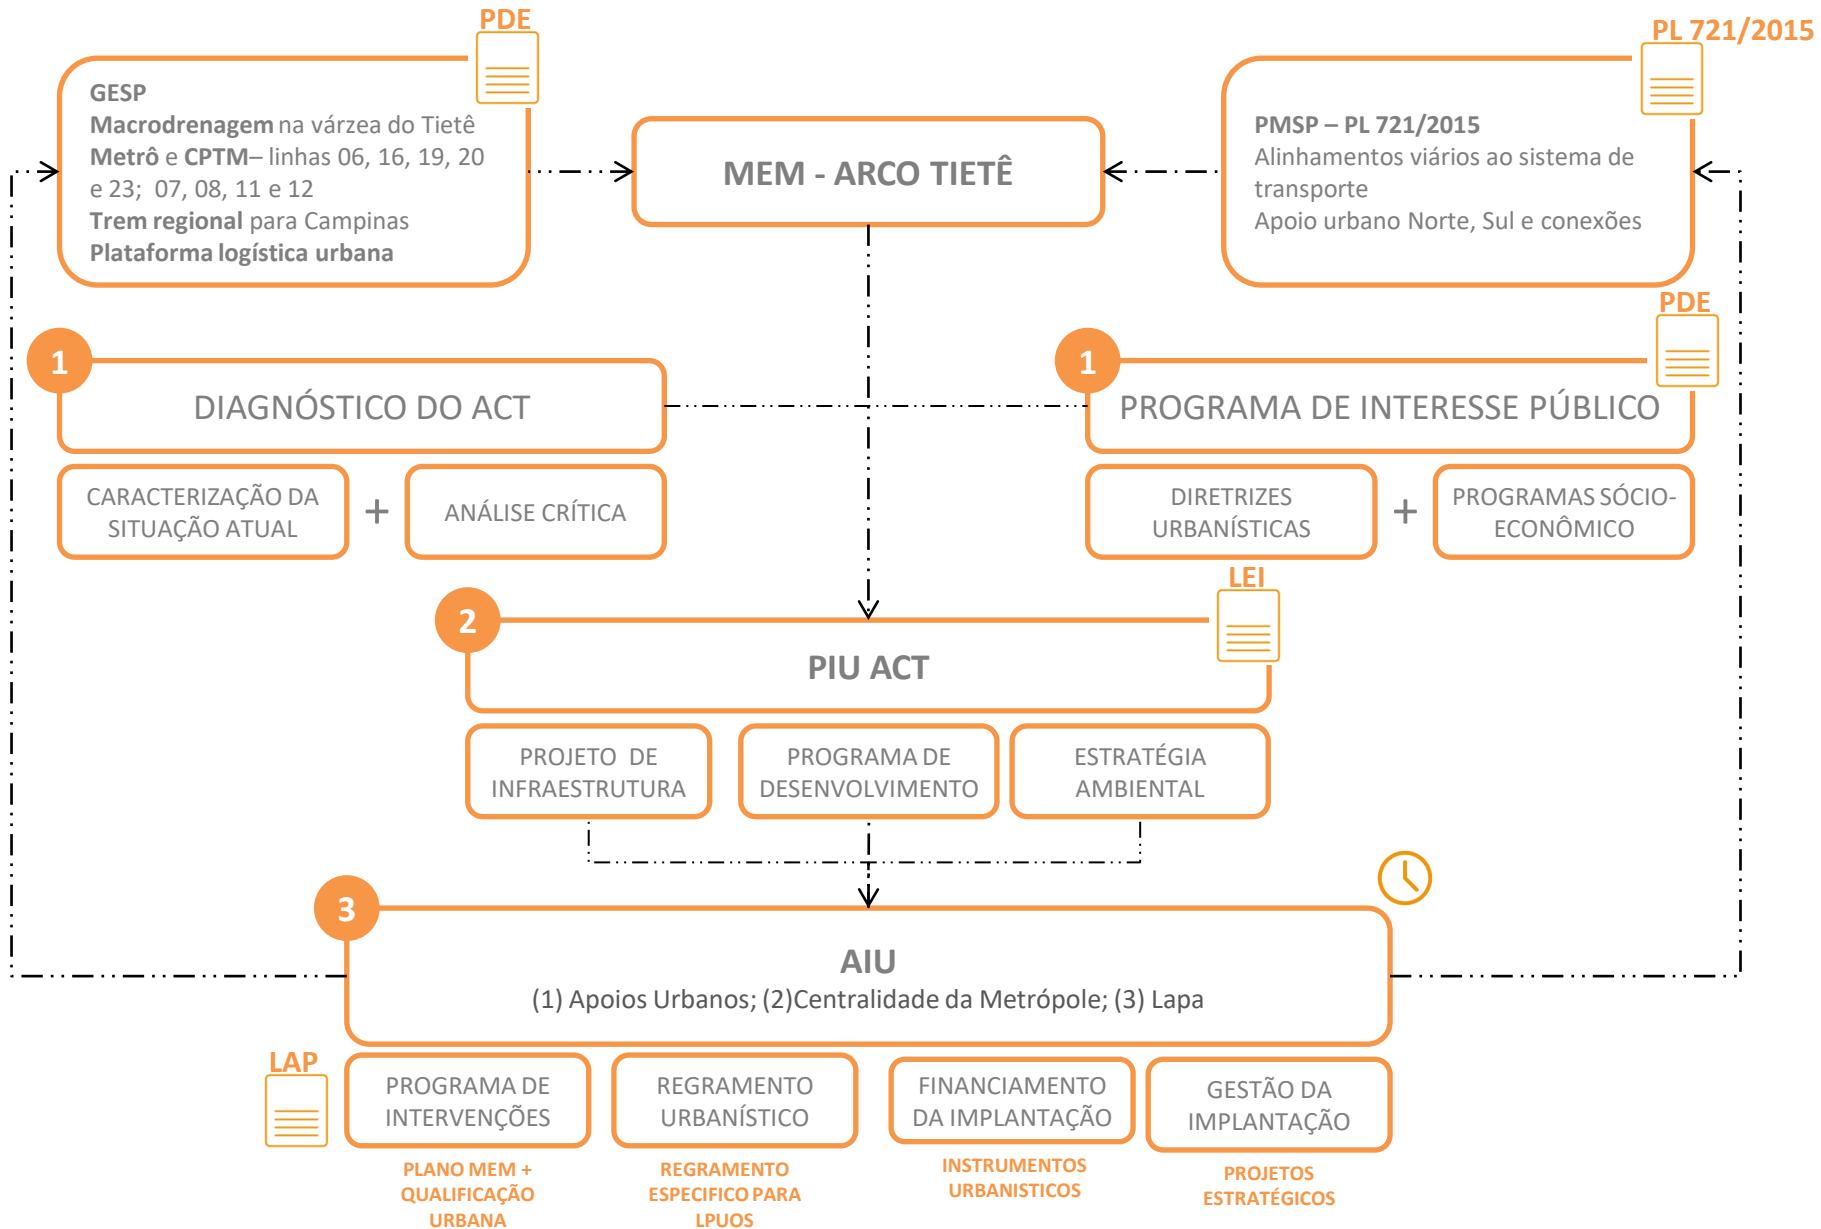 PDE
GESP
Macrodrenagem na várzea do Tietê
Metrô e CPTM– linhas 06, 16, 19, 20
e 23; 07, 08, 11 e 12
Trem regional para Campinas
Plataforma logística urbana
MEM - ARCO TIETÊ
PL 721/2015
PMSP – PL 721/2015
Alinhamentos viários ao sistema de
transporte
Apoio urbano Norte, Sul e conexões
1
DIAGNÓSTICO DO ACT
CARACTERIZAÇÃO DA
SITUAÇÃO ATUAL
+
ANÁLISE CRÍTICA
PDE
1
PROGRAMA DE INTERESSE PÚBLICO
DIRETRIZES
URBANÍSTICAS
+
PROGRAMAS SÓCIO-
ECONÔMICO
LEI
2
PIU ACT
PROJETO DE
INFRAESTRUTURA
PROGRAMA DE
DESENVOLVIMENTO
ESTRATÉGIA
AMBIENTAL
3
AIU
(1) Apoios Urbanos; (2)Centralidade da Metrópole; (3) Lapa
LAP
PROGRAMA DE
INTERVENÇÕES
REGRAMENTO
URBANÍSTICO
FINANCIAMENTO
DA IMPLANTAÇÃO
GESTÃO DA
IMPLANTAÇÃO
PLANO MEM +
QUALIFICAÇÃO
URBANA
REGRAMENTO
ESPECIFICO PARA
LPUOS
INSTRUMENTOS
URBANISTICOS
PROJETOS
ESTRATÉGICOS